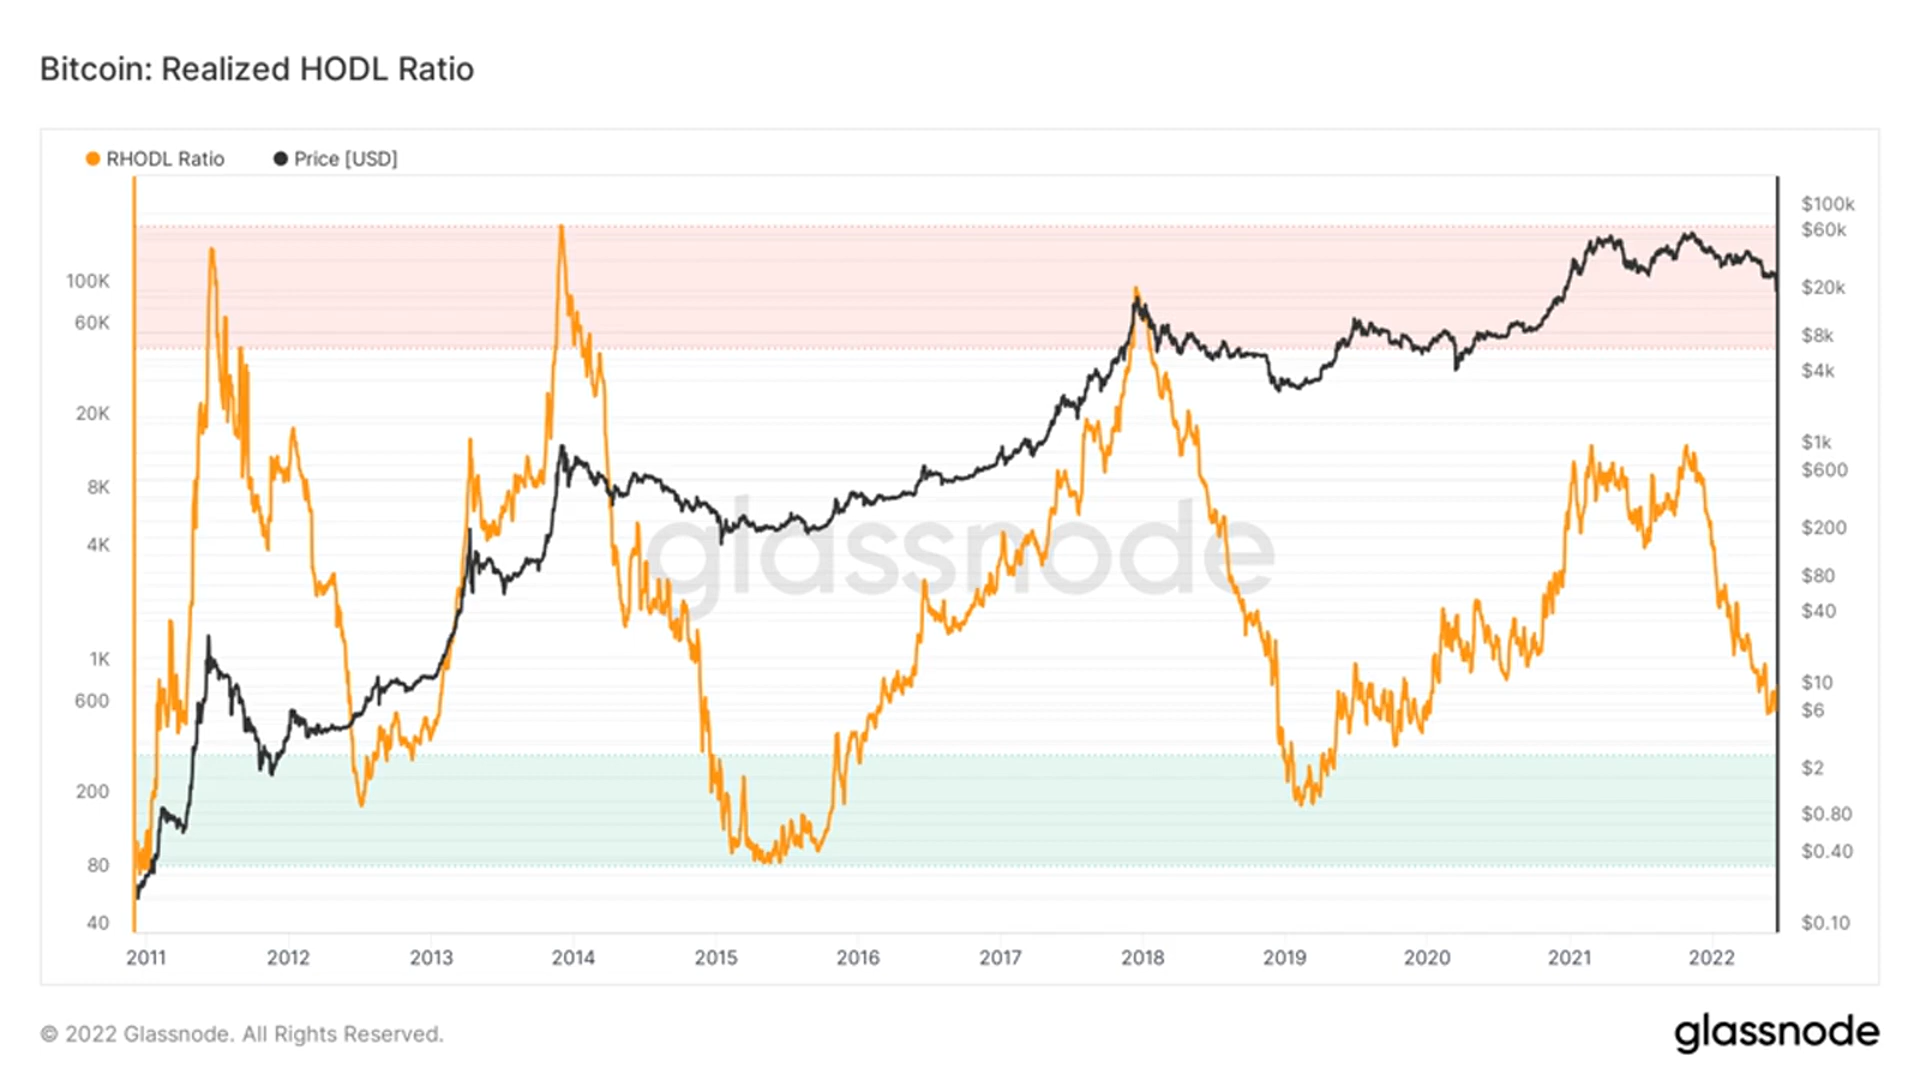 Bitcoin: Realized HODL Ratio
RHODL Ratio
Price [USD]
100K
60K
20K
8K
4K
1K
600
200
80
40
$100k
$60k
$20k
$8k
$4k
$1k
$600
$200
$80
$40
$10
$6
$2
$0.80
$0.40
$0.10
glassnode
2011 2012 2013 2014 2015 2016 2017 2018 2019 2020 2021 2022
© 2022 Glassnode. All Rights Reserved.
glassnode